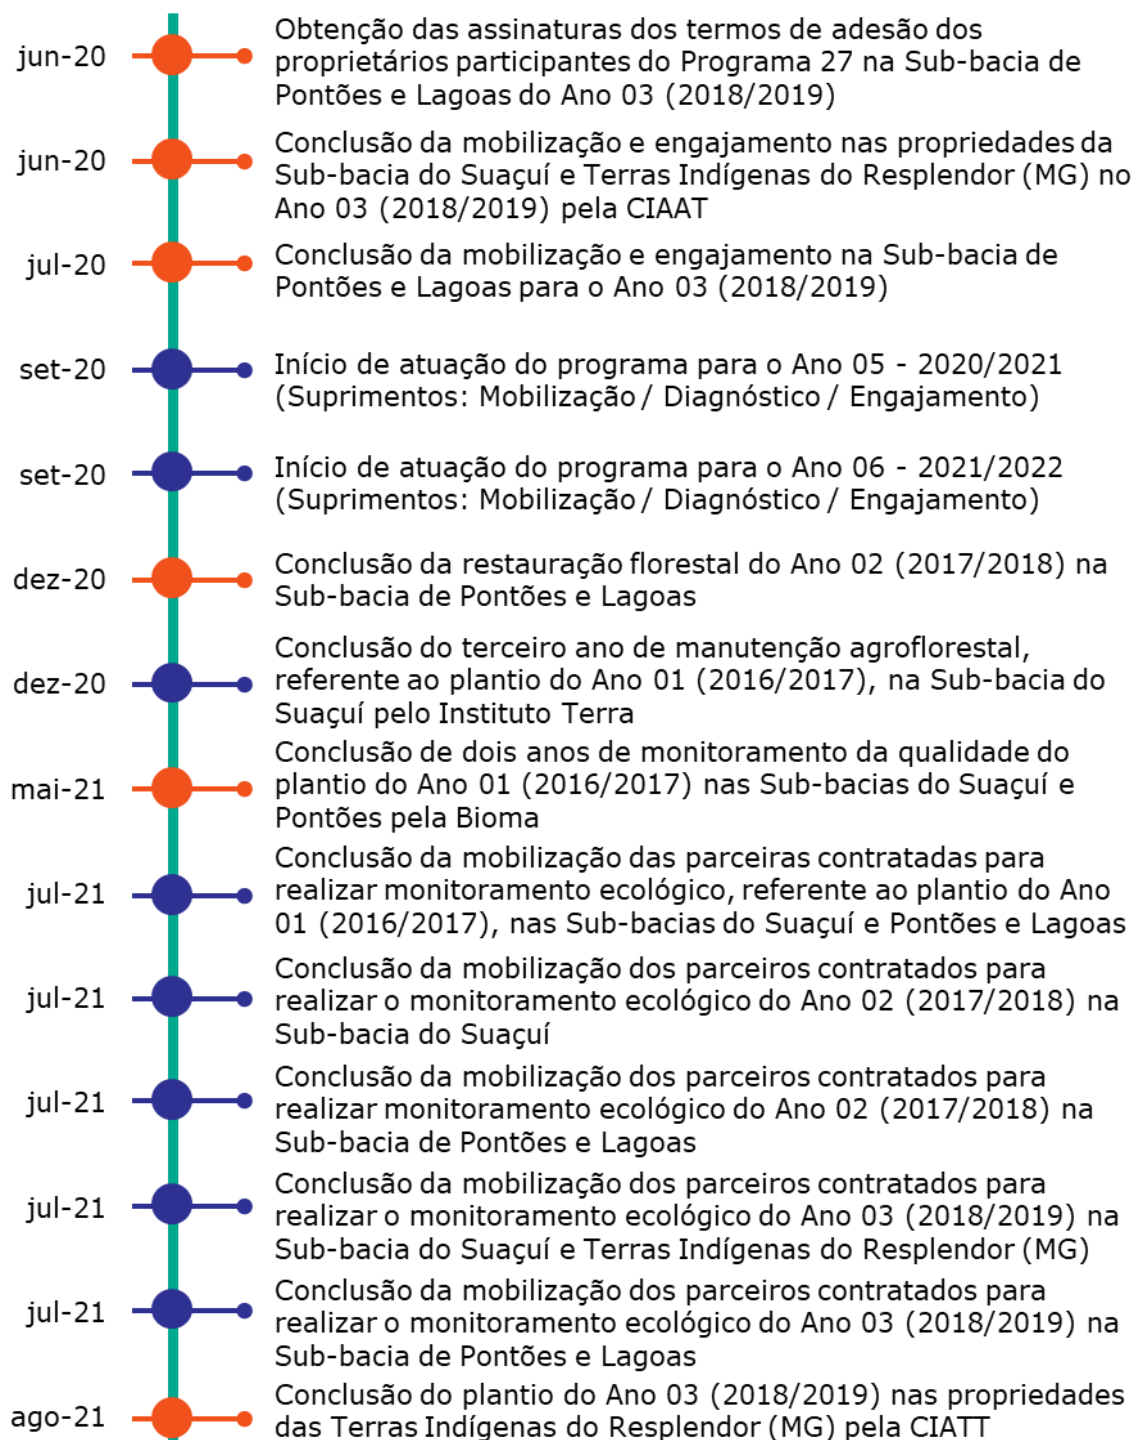 jun-20
Obtenção das assinaturas dos termos de adesão dos
proprietários participantes do Programa 27 na Sub-bacia de
Pontões e Lagoas do Ano 03 (2018/2019)
jun-20
Conclusão da mobilização e engajamento nas propriedades da
Sub-bacia do Suaçuí e Terras Indígenas do Resplendor (MG) no
Ano 03 (2018/2019) pela CIAAT
jul-20
Conclusão da mobilização e engajamento na Sub-bacia de
Pontões e Lagoas para o Ano 03 (2018/2019)
set-20
Início de atuação do programa para o Ano 05 - 2020/2021
(Suprimentos: Mobilização / Diagnóstico / Engajamento)
set-20
Início de atuação do programa para o Ano 06 - 2021/2022
(Suprimentos: Mobilização / Diagnóstico / Engajamento)
dez-20
Conclusão da restauração florestal do Ano 02 (2017/2018) na
Sub-bacia de Pontões e Lagoas
dez-20
Conclusão do terceiro ano de manutenção agroflorestal,
referente ao plantio do Ano 01 (2016/2017), na Sub-bacia do
Suaçuí pelo Instituto Terra
mai-21
Conclusão de dois anos de monitoramento da qualidade do
plantio do Ano 01 (2016/2017) nas Sub-bacias do Suaçuí e
Pontões pela Bioma
jul-21
Conclusão da mobilização das parceiras contratadas para
realizar monitoramento ecológico, referente ao plantio do Ano
01 (2016/2017), nas Sub-bacias do Suaçuí e Pontões e Lagoas
jul-21
Conclusão da mobilização dos parceiros contratados para
realizar o monitoramento ecológico do Ano 02 (2017/2018) na
Sub-bacia do Suaçuí
jul-21
Conclusão da mobilização dos parceiros contratados para
realizar monitoramento ecológico do Ano 02 (2017/2018) na
Sub-bacia de Pontões e Lagoas
jul-21
Conclusão da mobilização dos parceiros contratados para
realizar o monitoramento ecológico do Ano 03 (2018/2019) na
Sub-bacia do Suaçuí e Terras Indígenas do Resplendor (MG)
jul-21
Conclusão da mobilização dos parceiros contratados para
realizar o monitoramento ecológico do Ano 03 (2018/2019) na
Sub-bacia de Pontões e Lagoas
ago-21
Conclusão do plantio do Ano 03 (2018/2019) nas propriedades
das Terras Indígenas do Resplendor (MG) pela CIATT